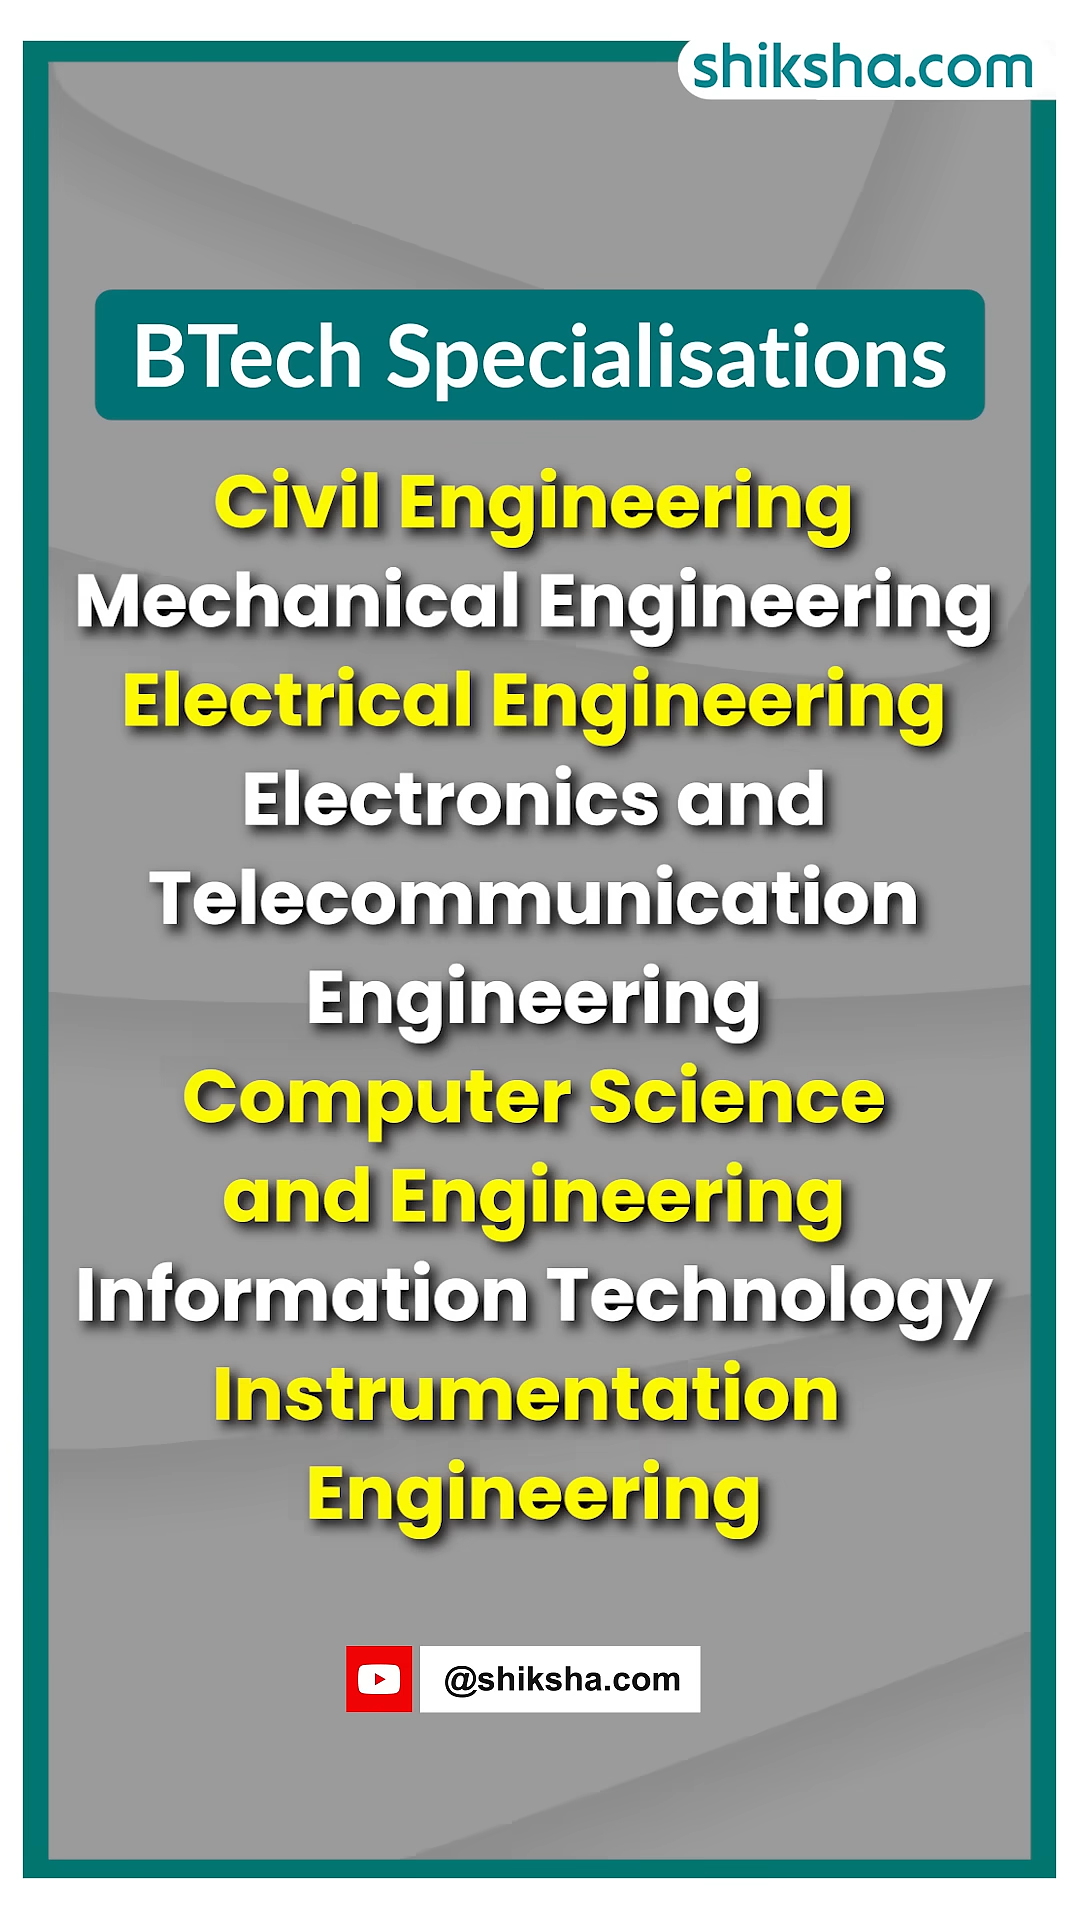 shiksha.com
BTech Specialisations
Civil Engineering
Mechanical Engineering
Electrical Engineering
Electronics and
Telecommunication
Engineering
Computer Science
and Engineering
Information Technology
Instrumentation
Engineering
@shiksha.com